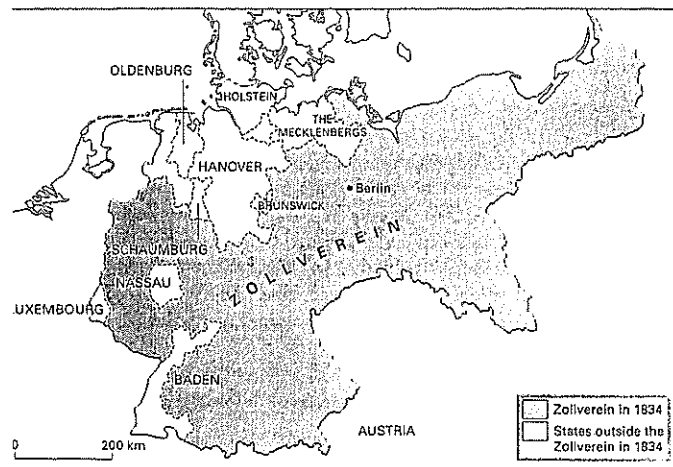 OLDENBURG
HOLSTEIN
THE
MECKLENBERGS
HANOVER
Berlin
BRUNSWICK
SCHAUMBURG
ZOLLVEREIN
NASSAU
UXEMBOURG
BADEN
AUSTRIA
Zollverein in 1834
States outside the
Zollverein in 1834
0 200 km